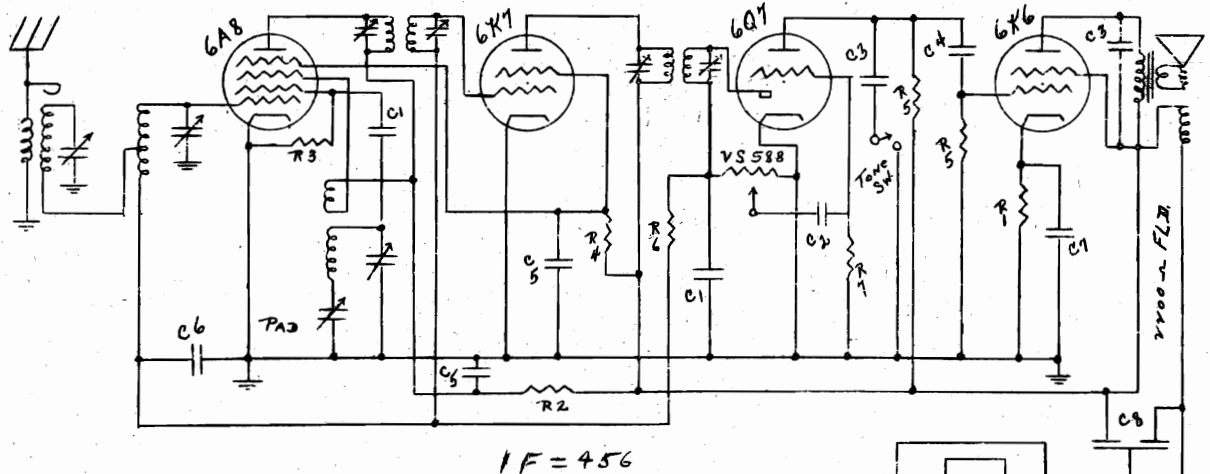 6A8
6K7
6Q7
6K6
C3
C4
C3
R5
C1
R3
VS 588
TONE SW
R5
R1
C7
C5
R4
R6
C2
C1
R7
C6
PAD
C5
R2
C8
IF = 456